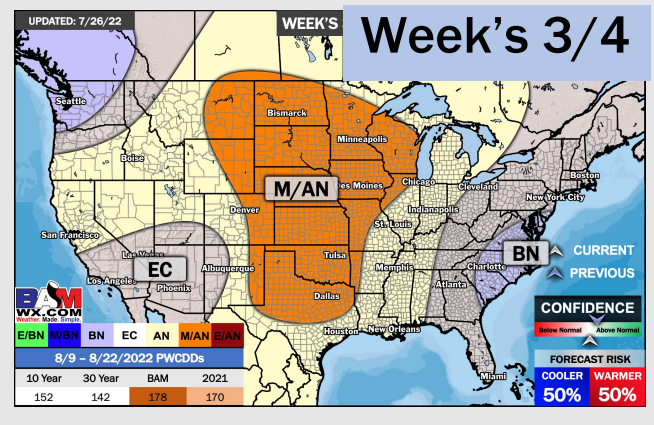 UPDATED: 7/26/22
WEEK'S
Week's 3/4
Seattle
Bismarck
Minneapolis
Boise
M/AN
Des Moines
Chicago
Cleveland
Boston
New York City
Denver
Indianapolis
San Francisco
St. Louis
Las Vegas
EC
Albuquerque
Tulsa
Memphis
Charlotte
BN
CURRENT
PREVIOUS
Los Angeles
Phoenix
Atlanta
Dallas
Houston
New Orleans
Miami
BAM
WX.COM
Weather. Made. Simple.
E/BN M/BN BN EC AN M/AN E/AN
8/9 – 8/22/2022 PWCDDs
10 Year 30 Year BAM 2021
152 142 178 170
CONFIDENCE
Below Normal Above Normal
FORECAST RISK
COOLER WARMER
50% 50%